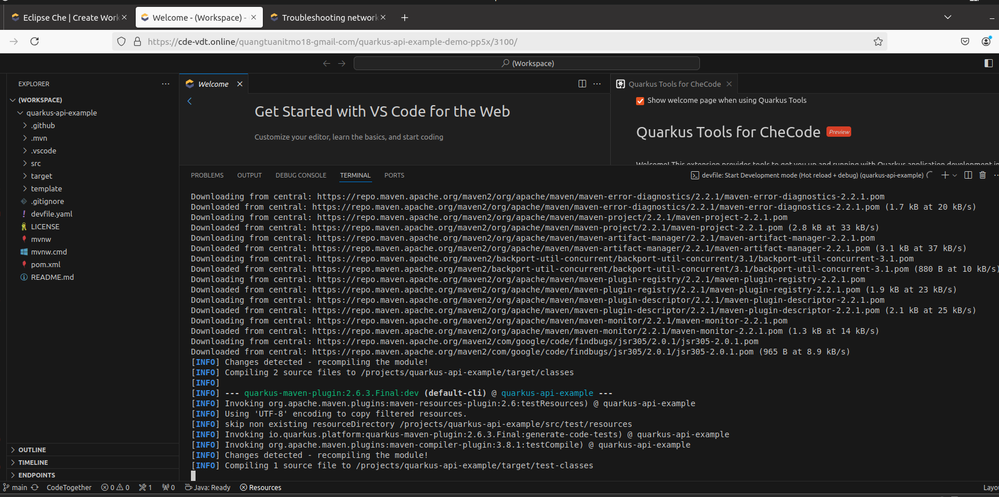 Eclipse Che | Create Work
Welcome - (Workspace) -
Troubleshooting network
https://cde-vdt.online/quangtuanitmo18-gmail-com/quarkus-api-example-demo-pp5x/3100/
(Workspace)
EXPLORER
(WORKSPACE)
quarkus-api-example
.github
.mvn
.vscode
src
target
template
.gitignore
devfile.yaml
LICENSE
mvnw
mvnw.cmd
pom.xml
README.md
OUTLINE
TIMELINE
ENDPOINTS
Welcome
Get Started with VS Code for the Web
Customize your editor, learn the basics, and start coding
Quarkus Tools for CheCode
Show welcome page when using Quarkus Tools
Quarkus Tools for CheCode Preview
Welcome! This extension provides tools to get you up and running with Quarkus application development in
PROBLEMS OUTPUT DEBUG CONSOLE TERMINAL PORTS
devfile: Start Development mode (Hot reload + debug) (quarkus-api-example)
Downloading from central: https://repo.maven.apache.org/maven2/org/apache/maven/maven-error-diagnostics/2.2.1/maven-error-diagnostics-2.2.1.pom
Downloaded from central: https://repo.maven.apache.org/maven2/org/apache/maven/maven-error-diagnostics/2.2.1/maven-error-diagnostics-2.2.1.pom (1.7 kB at 20 kB/s)
Downloading from central: https://repo.maven.apache.org/maven2/org/apache/maven/maven-project/2.2.1/maven-project-2.2.1.pom
Downloaded from central: https://repo.maven.apache.org/maven2/org/apache/maven/maven-project/2.2.1/maven-project-2.2.1.pom (2.8 kB at 33 kB/s)
Downloading from central: https://repo.maven.apache.org/maven2/org/apache/maven/maven-artifact-manager/2.2.1/maven-artifact-manager-2.2.1.pom
Downloaded from central: https://repo.maven.apache.org/maven2/org/apache/maven/maven-artifact-manager/2.2.1/maven-artifact-manager-2.2.1.pom (3.1 kB at 37 kB/s)
Downloading from central: https://repo.maven.apache.org/maven2/backport-util-concurrent/backport-util-concurrent/3.1/backport-util-concurrent-3.1.pom
Downloaded from central: https://repo.maven.apache.org/maven2/backport-util-concurrent/backport-util-concurrent/3.1/backport-util-concurrent-3.1.pom (880 B at 10 kB/s)
Downloading from central: https://repo.maven.apache.org/maven2/org/apache/maven/maven-plugin-registry/2.2.1/maven-plugin-registry-2.2.1.pom
Downloaded from central: https://repo.maven.apache.org/maven2/org/apache/maven/maven-plugin-registry/2.2.1/maven-plugin-registry-2.2.1.pom (1.9 kB at 23 kB/s)
Downloading from central: https://repo.maven.apache.org/maven2/org/apache/maven/maven-plugin-descriptor/2.2.1/maven-plugin-descriptor-2.2.1.pom
Downloaded from central: https://repo.maven.apache.org/maven2/org/apache/maven/maven-plugin-descriptor/2.2.1/maven-plugin-descriptor-2.2.1.pom (2.1 kB at 25 kB/s)
Downloading from central: https://repo.maven.apache.org/maven2/org/apache/maven/maven-monitor/2.2.1/maven-monitor-2.2.1.pom
Downloaded from central: https://repo.maven.apache.org/maven2/org/apache/maven/maven-monitor/2.2.1/maven-monitor-2.2.1.pom (1.3 kB at 14 kB/s)
Downloading from central: https://repo.maven.apache.org/maven2/com/google/code/findbugs/jsr305/2.0.1/jsr305-2.0.1.pom
Downloaded from central: https://repo.maven.apache.org/maven2/com/google/code/findbugs/jsr305/2.0.1/jsr305-2.0.1.pom (965 B at 8.9 kB/s)
[INFO] Changes detected - recompiling the module!
[INFO] Compiling 2 source files to /projects/quarkus-api-example/target/classes
[INFO]
[INFO] --- quarkus-maven-plugin:2.6.3.Final:dev (default-cli) @ quarkus-api-example ---
[INFO] Invoking org.apache.maven.plugins:maven-resources-plugin:2.6:testResources) @ quarkus-api-example
[INFO] Using 'UTF-8' encoding to copy filtered resources.
[INFO] skip non existing resourceDirectory /projects/quarkus-api-example/src/test/resources
[INFO] Invoking io.quarkus.platform:quarkus-maven-plugin:2.6.3.Final:generate-code-tests) @ quarkus-api-example
[INFO] Invoking org.apache.maven.plugins:maven-compiler-plugin:3.8.1:testCompile) @ quarkus-api-example
[INFO] Changes detected - recompiling the module!
[INFO] Compiling 1 source file to /projects/quarkus-api-example/target/test-classes
main CodeTogether 0 0 1 0 Java: Ready Resources Layou